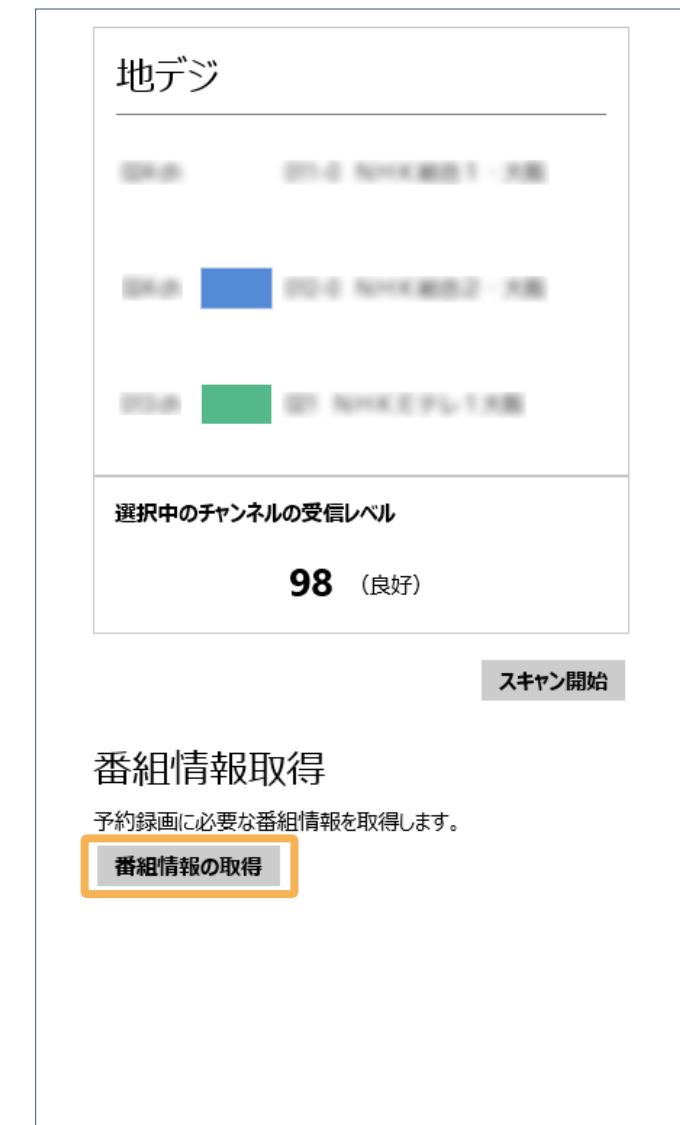 地デジ
選択中のチャンネルの受信レベル
98 （良好）
スキャン開始
番組情報取得
予約録画に必要な番組情報を取得します。
番組情報の取得